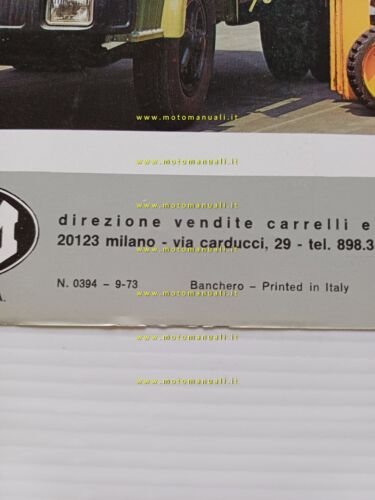 www.motomanuali.it
www.motomanuali.it
www.motomanuali.it
direzione vendite carrelli e
20123 milano - via carducci, 29 - tel. 898.3
www.motomanuali.it
N. 0394 – 9-73 Banchero – Printed in Italy
www.motomanuali.it
A.
www.motomanuali.it
www.motomanuali.it